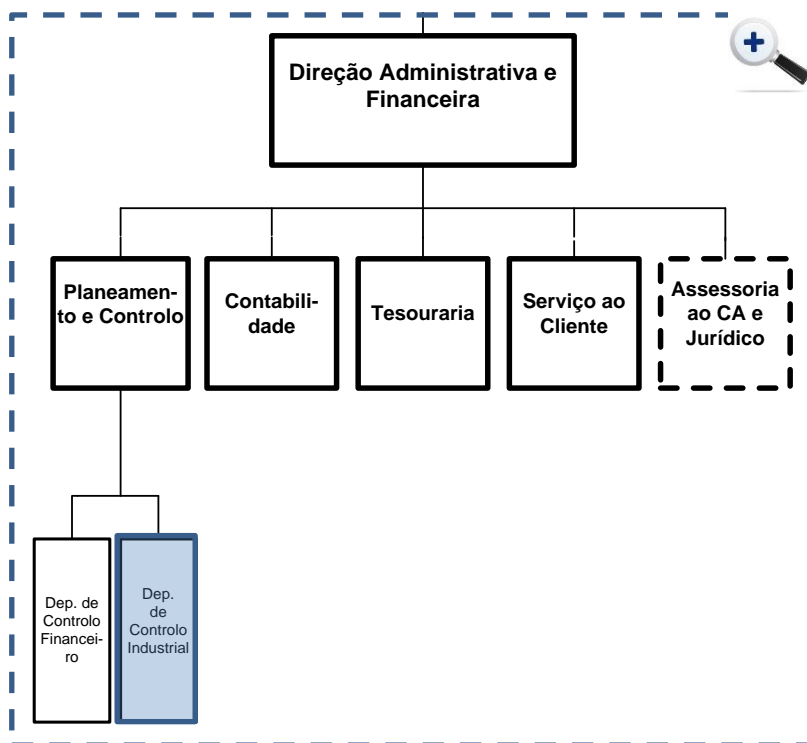 Direção Administrativa e
Financeira
Planeamen-
to e Controlo
Contabili-
dade
Tesouraria
Serviço ao
Cliente
Assessoria
ao CA e
Jurídico
Dep. de
Controlo
Financei-
ro
Dep.
de
Controlo
Industrial